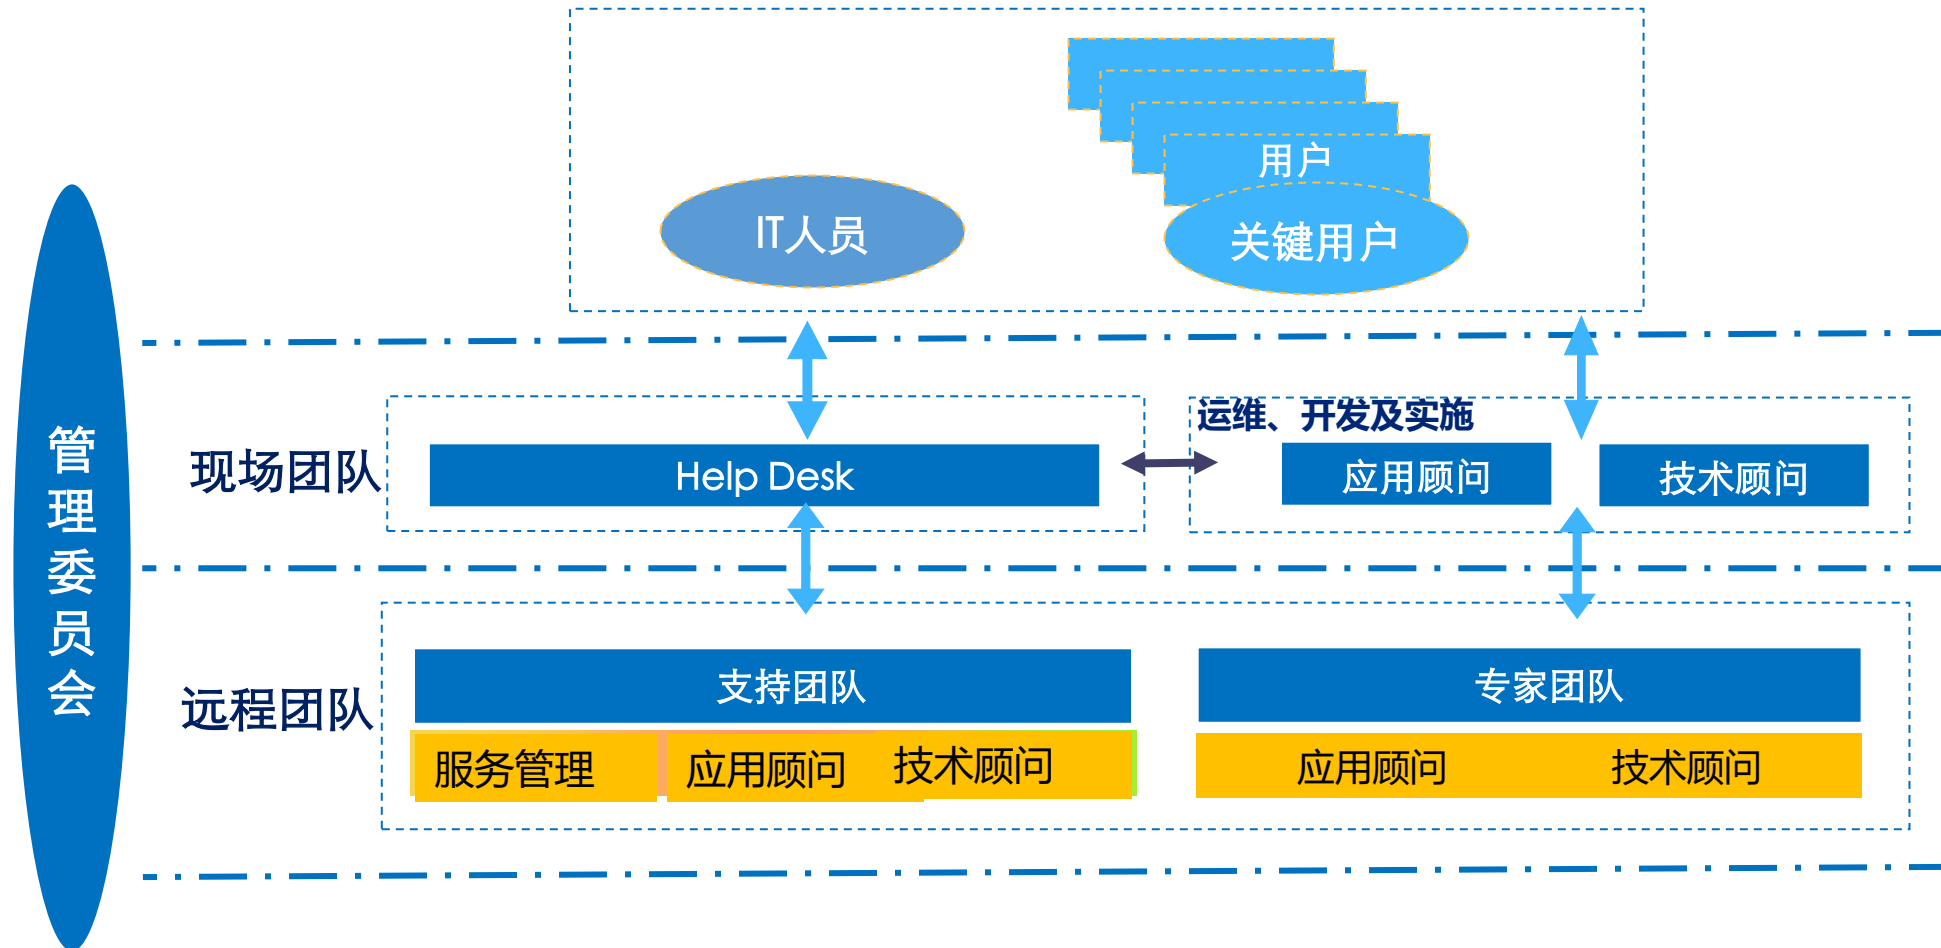 用户
IT人员
关键用户
管理委员会
现场团队
Help Desk
运维、开发及实施
应用顾问
技术顾问
远程团队
支持团队
专家团队
服务管理
应用顾问
技术顾问
应用顾问
技术顾问